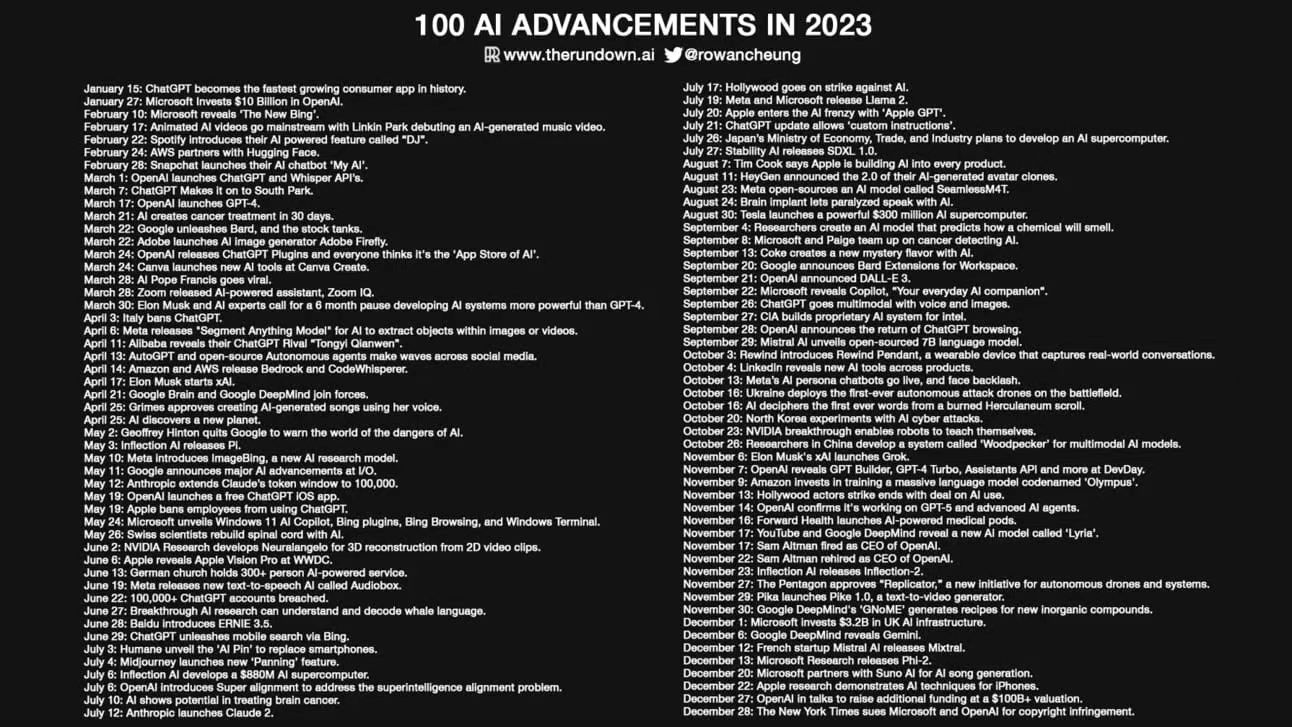 100 AI ADVANCEMENTS IN 2023
www.therundown.ai @rowancheung
January 15: ChatGPT becomes the fastest growing consumer app in history.
January 27: Microsoft Invests $10 Billion in OpenAI.
February 10: Microsoft reveals 'The New Bing'.
February 17: Animated AI videos go mainstream with Linkin Park debuting an AI-generated music video.
February 22: Spotify introduces their AI powered feature called "DJ".
February 24: AWS partners with Hugging Face.
February 28: Snapchat launches their AI chatbot 'My AI'.
March 1: OpenAI launches ChatGPT and Whisper API's.
March 7: ChatGPT Makes it on to South Park.
March 17: OpenAI launches GPT-4.
March 21: AI creates cancer treatment in 30 days.
March 22: Google unleashes Bard, and the stock tanks.
March 22: Adobe launches AI image generator Adobe Firefly.
March 24: OpenAI releases ChatGPT Plugins and everyone thinks it's the 'App Store of AI'.
March 24: Canva launches new AI tools at Canva Create.
March 28: AI Pope Francis goes viral.
March 28: Zoom released AI-powered assistant, Zoom IQ.
March 30: Elon Musk and AI experts call for a 6 month pause developing AI systems more powerful than GPT-4.
April 3: Italy bans ChatGPT.
April 6: Meta releases "Segment Anything Model" for AI to extract objects within images or videos.
April 11: Alibaba reveals their ChatGPT Rival "Tongyi Qianwen".
April 13: AutoGPT and open-source Autonomous agents make waves across social media.
April 14: Amazon and AWS release Bedrock and CodeWhisperer.
April 17: Elon Musk starts xAI.
April 21: Google Brain and Google DeepMind join forces.
April 25: Grimes approves creating AI-generated songs using her voice.
April 25: AI discovers a new planet.
May 2: Geoffrey Hinton quits Google to warn the world of the dangers of AI.
May 3: Inflection AI releases Pi.
May 10: Meta introduces ImageBing, a new AI research model.
May 11: Google announces major AI advancements at I/O.
May 12: Anthropic extends Claude's token window to 100,000.
May 19: OpenAI launches a free ChatGPT iOS app.
May 19: Apple bans employees from using ChatGPT.
May 24: Microsoft unveils Windows 11 AI Copilot, Bing plugins, Bing Browsing, and Windows Terminal.
May 26: Swiss scientists rebuild spinal cord with AI.
June 2: NVIDIA Research develops Neuralangelo for 3D reconstruction from 2D video clips.
June 6: Apple reveals Apple Vision Pro at WWDC.
June 13: German church holds 300+ person AI-powered service.
June 19: Meta releases new text-to-speech AI called Audiobox.
June 22: 100,000+ ChatGPT accounts breached.
June 27: Breakthrough AI research can understand and decode whale language.
June 28: Baidu introduces ERNIE 3.5.
June 29: ChatGPT unleashes mobile search via Bing.
July 3: Humane unveil the 'AI Pin' to replace smartphones.
July 4: Midjourney launches new 'Panning' feature.
July 6: Inflection AI develops a $880M AI supercomputer.
July 6: OpenAI introduces Super alignment to address the superintelligence alignment problem.
July 10: AI shows potential in treating brain cancer.
July 12: Anthropic launches Claude 2.
July 17: Hollywood goes on strike against AI.
July 19: Meta and Microsoft release Llama 2.
July 20: Apple enters the AI frenzy with 'Apple GPT'.
July 21: ChatGPT update allows 'custom instructions'.
July 26: Japan's Ministry of Economy, Trade, and Industry plans to develop an AI supercomputer.
July 27: Stability AI releases SDXL 1.0.
August 7: Tim Cook says Apple is building AI into every product.
August 11: HeyGen announced the 2.0 of their AI-generated avatar clones.
August 23: Meta open-sources an AI model called SeamlessM4T.
August 24: Brain implant lets paralyzed speak with AI.
August 30: Tesla launches a powerful $300 million AI supercomputer.
September 4: Researchers create an AI model that predicts how a chemical will smell.
September 8: Microsoft and Paige team up on cancer detecting AI.
September 13: Coke creates a new mystery flavor with AI.
September 20: Google announces Bard Extensions for Workspace.
September 21: OpenAI announced DALL-E 3.
September 22: Microsoft reveals Copilot, "Your everyday AI companion".
September 26: ChatGPT goes multimodal with voice and images.
September 27: CIA builds proprietary AI system for intel.
September 28: OpenAI announces the return of ChatGPT browsing.
September 29: Mistral AI unveils open-sourced 7B language model.
October 3: Rewind introduces Rewind Pendant, a wearable device that captures real-world conversations.
October 4: LinkedIn reveals new AI tools across products.
October 13: Meta's AI persona chatbots go live, and face backlash.
October 16: Ukraine deploys the first-ever autonomous attack drones on the battlefield.
October 16: AI deciphers the first ever words from a burned Herculaneum scroll.
October 20: North Korea experiments with AI cyber attacks.
October 23: NVIDIA breakthrough enables robots to teach themselves.
October 26: Researchers in China develop a system called 'Woodpecker' for multimodal AI models.
November 6: Elon Musk's xAI launches Grok.
November 7: OpenAI reveals GPT Builder, GPT-4 Turbo, Assistants API and more at DevDay.
November 9: Amazon invests in training a massive language model codenamed 'Olympus'.
November 13: Hollywood actors strike ends with deal on AI use.
November 14: OpenAI confirms it's working on GPT-5 and advanced AI agents.
November 16: Forward Health launches AI-powered medical pods.
November 17: YouTube and Google DeepMind reveal a new AI model called 'Lyria'.
November 17: Sam Altman fired as CEO of OpenAI.
November 22: Sam Altman rehired as CEO of OpenAI.
November 23: Inflection AI releases Inflection-2.
November 27: The Pentagon approves "Replicator," a new initiative for autonomous drones and systems.
November 29: Pika launches Pike 1.0, a text-to-video generator.
November 30: Google DeepMind's 'GNoME' generates recipes for new inorganic compounds.
December 1: Microsoft invests $3.2B in UK AI infrastructure.
December 6: Google DeepMind reveals Gemini.
December 12: French startup Mistral AI releases Mixtral.
December 13: Microsoft Research releases Phi-2.
December 20: Microsoft partners with Suno AI for AI song generation.
December 22: Apple research demonstrates AI techniques for iPhones.
December 27: OpenAI in talks to raise additional funding at a $100B+ valuation.
December 28: The New York Times sues Microsoft and OpenAI for copyright infringement.